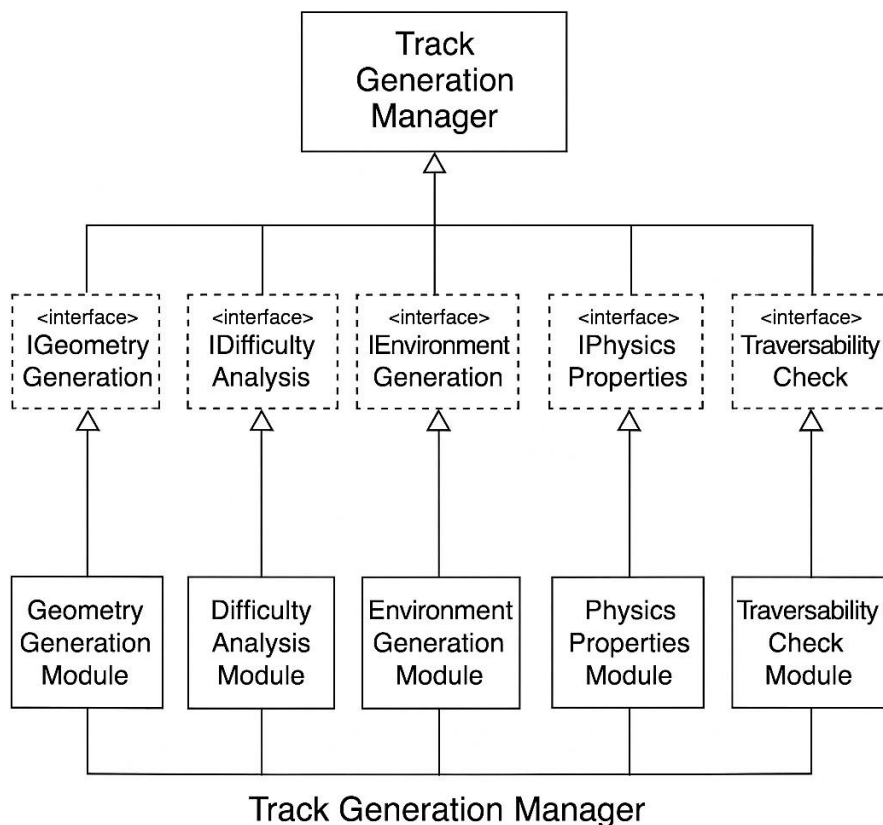 Track
Generation
Manager
<interface>
IGeometry
Generation
<interface>
IDifficulty
Analysis
<interface>
IEnvironment
Generation
<interface>
IPhysics
Properties
<interface>
Traversability
Check
Geometry
Generation
Module
Difficulty
Analysis
Module
Environment
Generation
Module
Physics
Properties
Module
Traversability
Check
Module
Track Generation Manager